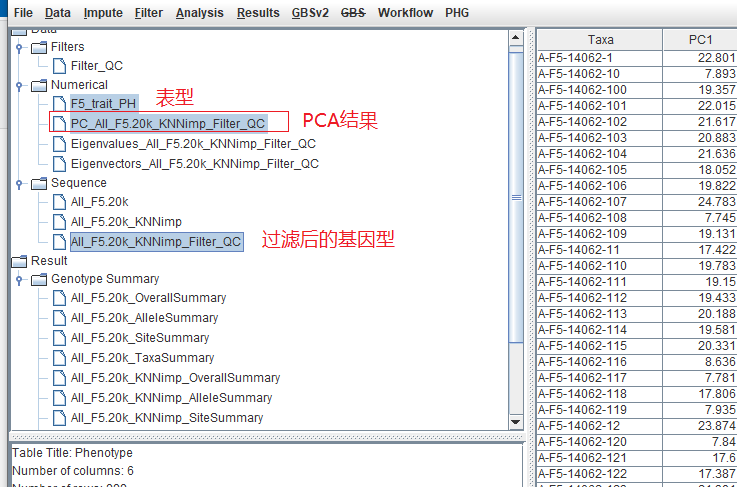 File Data Impute Filter Analysis Results GBSv2 GBS Workflow PHG
Data
Filters
Filter_QC
Numerical
F5_trait_PH 表型
PC_All_F5.20k_KNNimp_Filter_QC PCA结果
Eigenvalues_All_F5.20k_KNNimp_Filter_QC
Eigenvectors_All_F5.20k_KNNimp_Filter_QC
Sequence
All_F5.20k
All_F5.20k_KNNimp
All_F5.20k_KNNimp_Filter_QC 过滤后的基因型
Result
Genotype Summary
All_F5.20k_OverallSummary
All_F5.20k_AlleleSummary
All_F5.20k_SiteSummary
All_F5.20k_TaxaSummary
All_F5.20k_KNNimp_OverallSummary
All_F5.20k_KNNimp_AlleleSummary
All_F5.20k_KNNimp_SiteSummary
Table Title: Phenotype
Number of columns: 6
Taxa PC1
A-F5-14062-1 22.801
A-F5-14062-10 7.893
A-F5-14062-100 19.357
A-F5-14062-101 22.015
A-F5-14062-102 21.617
A-F5-14062-103 20.883
A-F5-14062-104 21.636
A-F5-14062-105 18.052
A-F5-14062-106 19.822
A-F5-14062-107 24.783
A-F5-14062-108 7.745
A-F5-14062-109 19.131
A-F5-14062-11 17.422
A-F5-14062-110 19.783
A-F5-14062-111 19.15
A-F5-14062-112 19.433
A-F5-14062-113 20.188
A-F5-14062-114 19.581
A-F5-14062-115 20.331
A-F5-14062-116 8.636
A-F5-14062-117 7.781
A-F5-14062-118 17.806
A-F5-14062-119 7.935
A-F5-14062-12 23.874
A-F5-14062-120 7.84
A-F5-14062-121 17.6
A-F5-14062-122 17.387